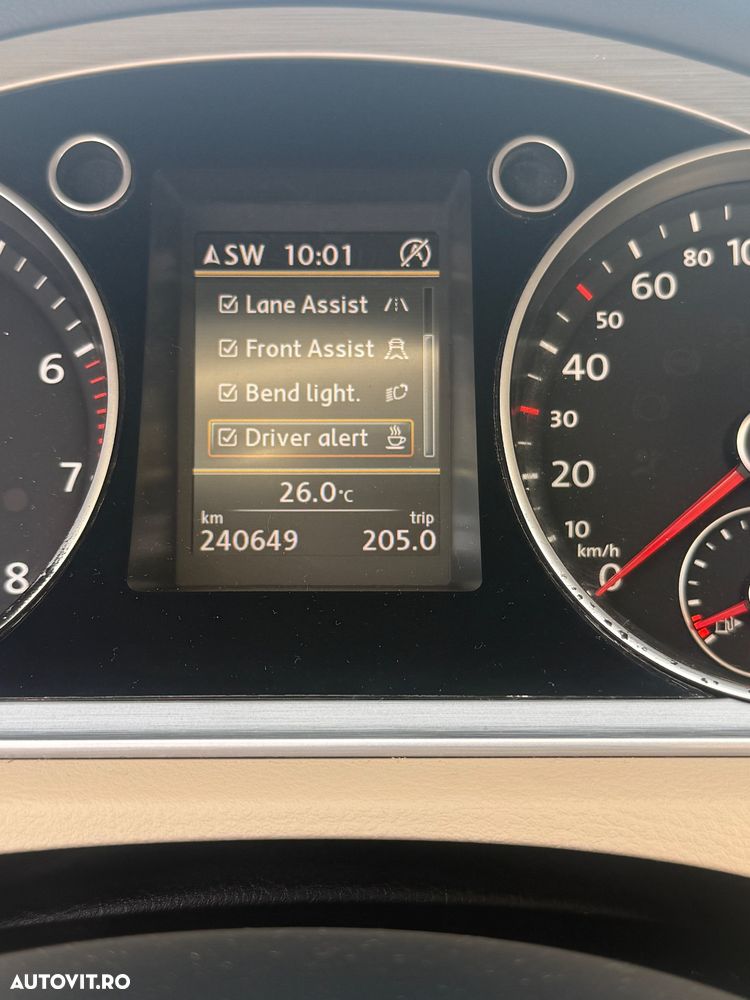 SW 10:01
Lane Assist
Front Assist
Bend light.
Driver alert
26.0°C
km trip
240649 205.0
6
7
8
0
10
20
30
40
50
60
80
10
km/h
AUTOVIT.RO